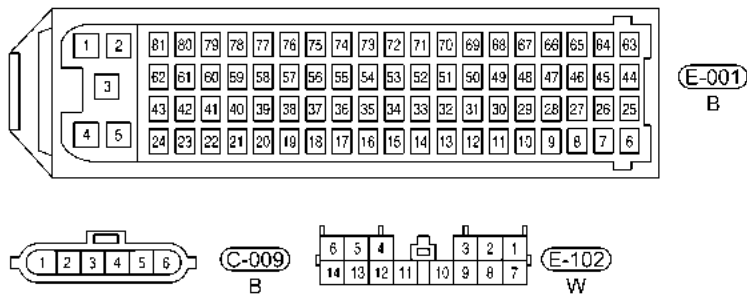 1 2 81 80 79 78 77 76 75 74 73 72 71 70 69 68 67 66 65 64 63
3 62 61 60 59 58 57 56 55 54 53 52 51 50 49 48 47 46 45 44
43 42 41 40 39 38 37 36 35 34 33 32 31 30 29 28 27 26 25
4 5 24 23 22 21 20 19 18 17 16 15 14 13 12 11 10 9 8 7 6
E-001
B
1 2 3 4 5 6
C-009
B
6 5 4 3 2 1
14 13 12 11 10 9 8 7
E-102
W